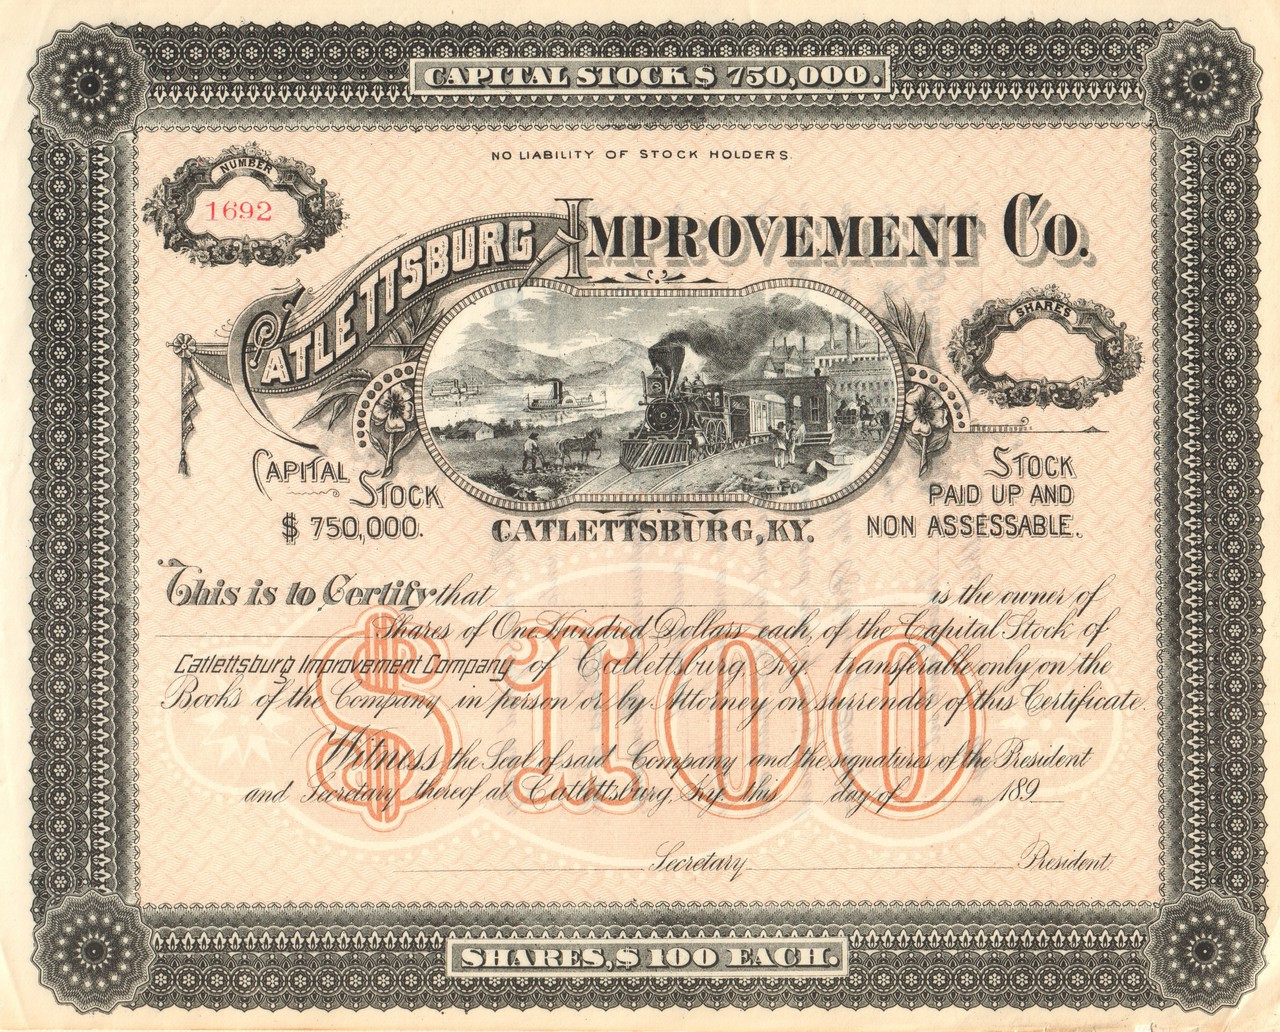 CAPITAL STOCK $ 750,000.
NO LIABILITY OF STOCK HOLDERS.
NUMBER
1692
CATLETTSBURG IMPROVEMENT CO.
SHARES
CAPITAL STOCK
$ 750,000.
CATLETTSBURG, KY.
STOCK
PAID UP AND
NON ASSESSABLE.
This is to Certify that is the owner of
Shares of One Hundred Dollars each, of the Capital Stock of
Catlettsburg Improvement Company of Catlettsburg, Ky. transferable only on the
Books of the Company in person or by Attorney on surrender of this Certificate.
$100
Witness the Seal of said Company and the signatures of the President
and Secretary thereof at Catlettsburg, Ky. this day of 189
Secretary President.
SHARES, $ 100 EACH.